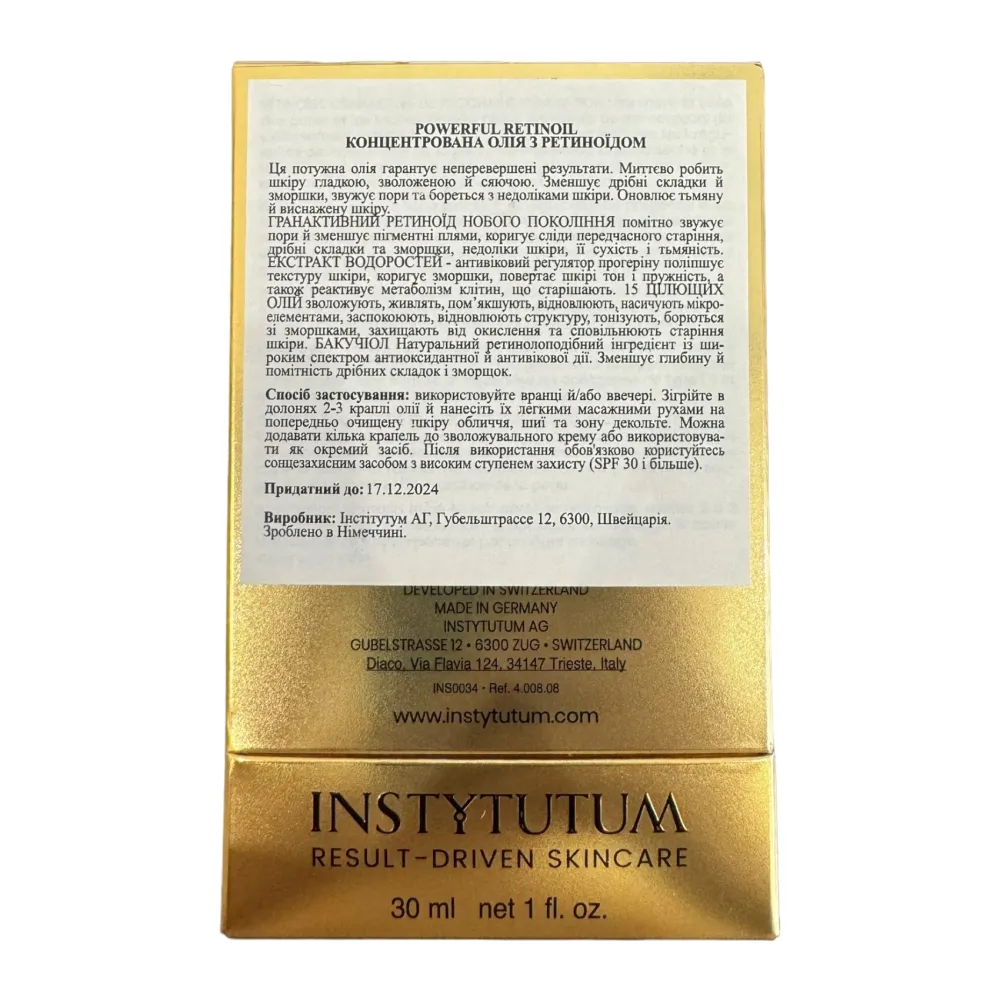 POWERFUL RETINOIL
КОНЦЕНТРОВАНА ОЛІЯ З РЕТИНОЇДОМ
Ця потужна олія гарантує неперевершені результати. Миттєво робить
шкіру гладкою, зволоженою й сяючою. Зменшує дрібні складки й
зморшки, звужує пори та бореться з недоліками шкіри. Оновлює тьмяну
й виснажену шкіру.
ГРАНАКТИВНИЙ РЕТИНОЇД НОВОГО ПОКОЛІННЯ помітно звужує
пори й зменшує пігментні плями, коригує сліди передчасного старіння,
дрібні складки та зморшки, недоліки шкіри, її сухість і тьмяність.
ЕКСТРАКТ ВОДОРОСТЕЙ - антивіковий регулятор прогеріну поліпшує
текстуру шкіри, коригує зморшки, повертає шкірі тон і пружність, а
також реактивує метаболізм клітин, що старішають. 15 ЦІЛЮЩИХ
ОЛІЙ зволожують, живлять, пом'якшують, відновлюють, насичують мікро-
елементами, заспокоюють, відновлюють структуру, тонізують, борються
зі зморшками, захищають від окислення та сповільнюють старіння
шкіри. БАКУЧІОЛ Натуральний ретинолоподібний інгредієнт із ши-
роким спектром антиоксидантної й антивікової дії. Зменшує глибину й
помітність дрібних складок і зморщок.
Спосіб застосування: використовуйте вранці й/або ввечері. Зігрійте в
долонях 2-3 краплі олії й нанесіть їх легкими масажними рухами на
попередньо очищену шкіру обличчя, шиї та зону декольте. Можна
додавати кілька крапель до зволожувального крему або використовува-
ти як окремий засіб. Після використання обов'язково користуйтесь
сонцезахисним засобом з високим ступенем захисту (SPF 30 і більше).
Придатний до: 17.12.2024
Виробник: Інстітутум АГ, Губельштрассе 12, 6300, Швейцарія.
Зроблено в Німеччині.
DEVELOPED IN SWITZERLAND
MADE IN GERMANY
INSTYTUTUM AG
GUBELSTRASSE 12 • 6300 ZUG • SWITZERLAND
Diaco, Via Flavia 124, 34147 Trieste, Italy
INS0034 • Ref. 4.008.08
www.instytutum.com
INSTYTUTUM
RESULT-DRIVEN SKINCARE
30 ml net 1 fl. oz.